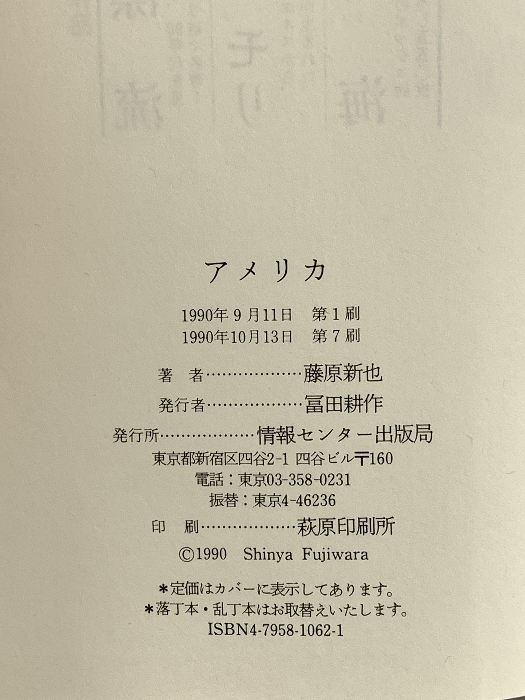 アメリカ
1990年9月11日　第1刷
1990年10月13日　第7刷
著　者………………藤原新也
発行者………………冨田耕作
発行所………………情報センター出版局
東京都新宿区四谷2-1 四谷ビル〒160
電話：東京03-358-0231
振替：東京4-46236
印　刷………………萩原印刷所
©1990　Shinya Fujiwara
＊定価はカバーに表示してあります。
＊落丁本・乱丁本はお取替えいたします。
ISBN4-7958-1062-1